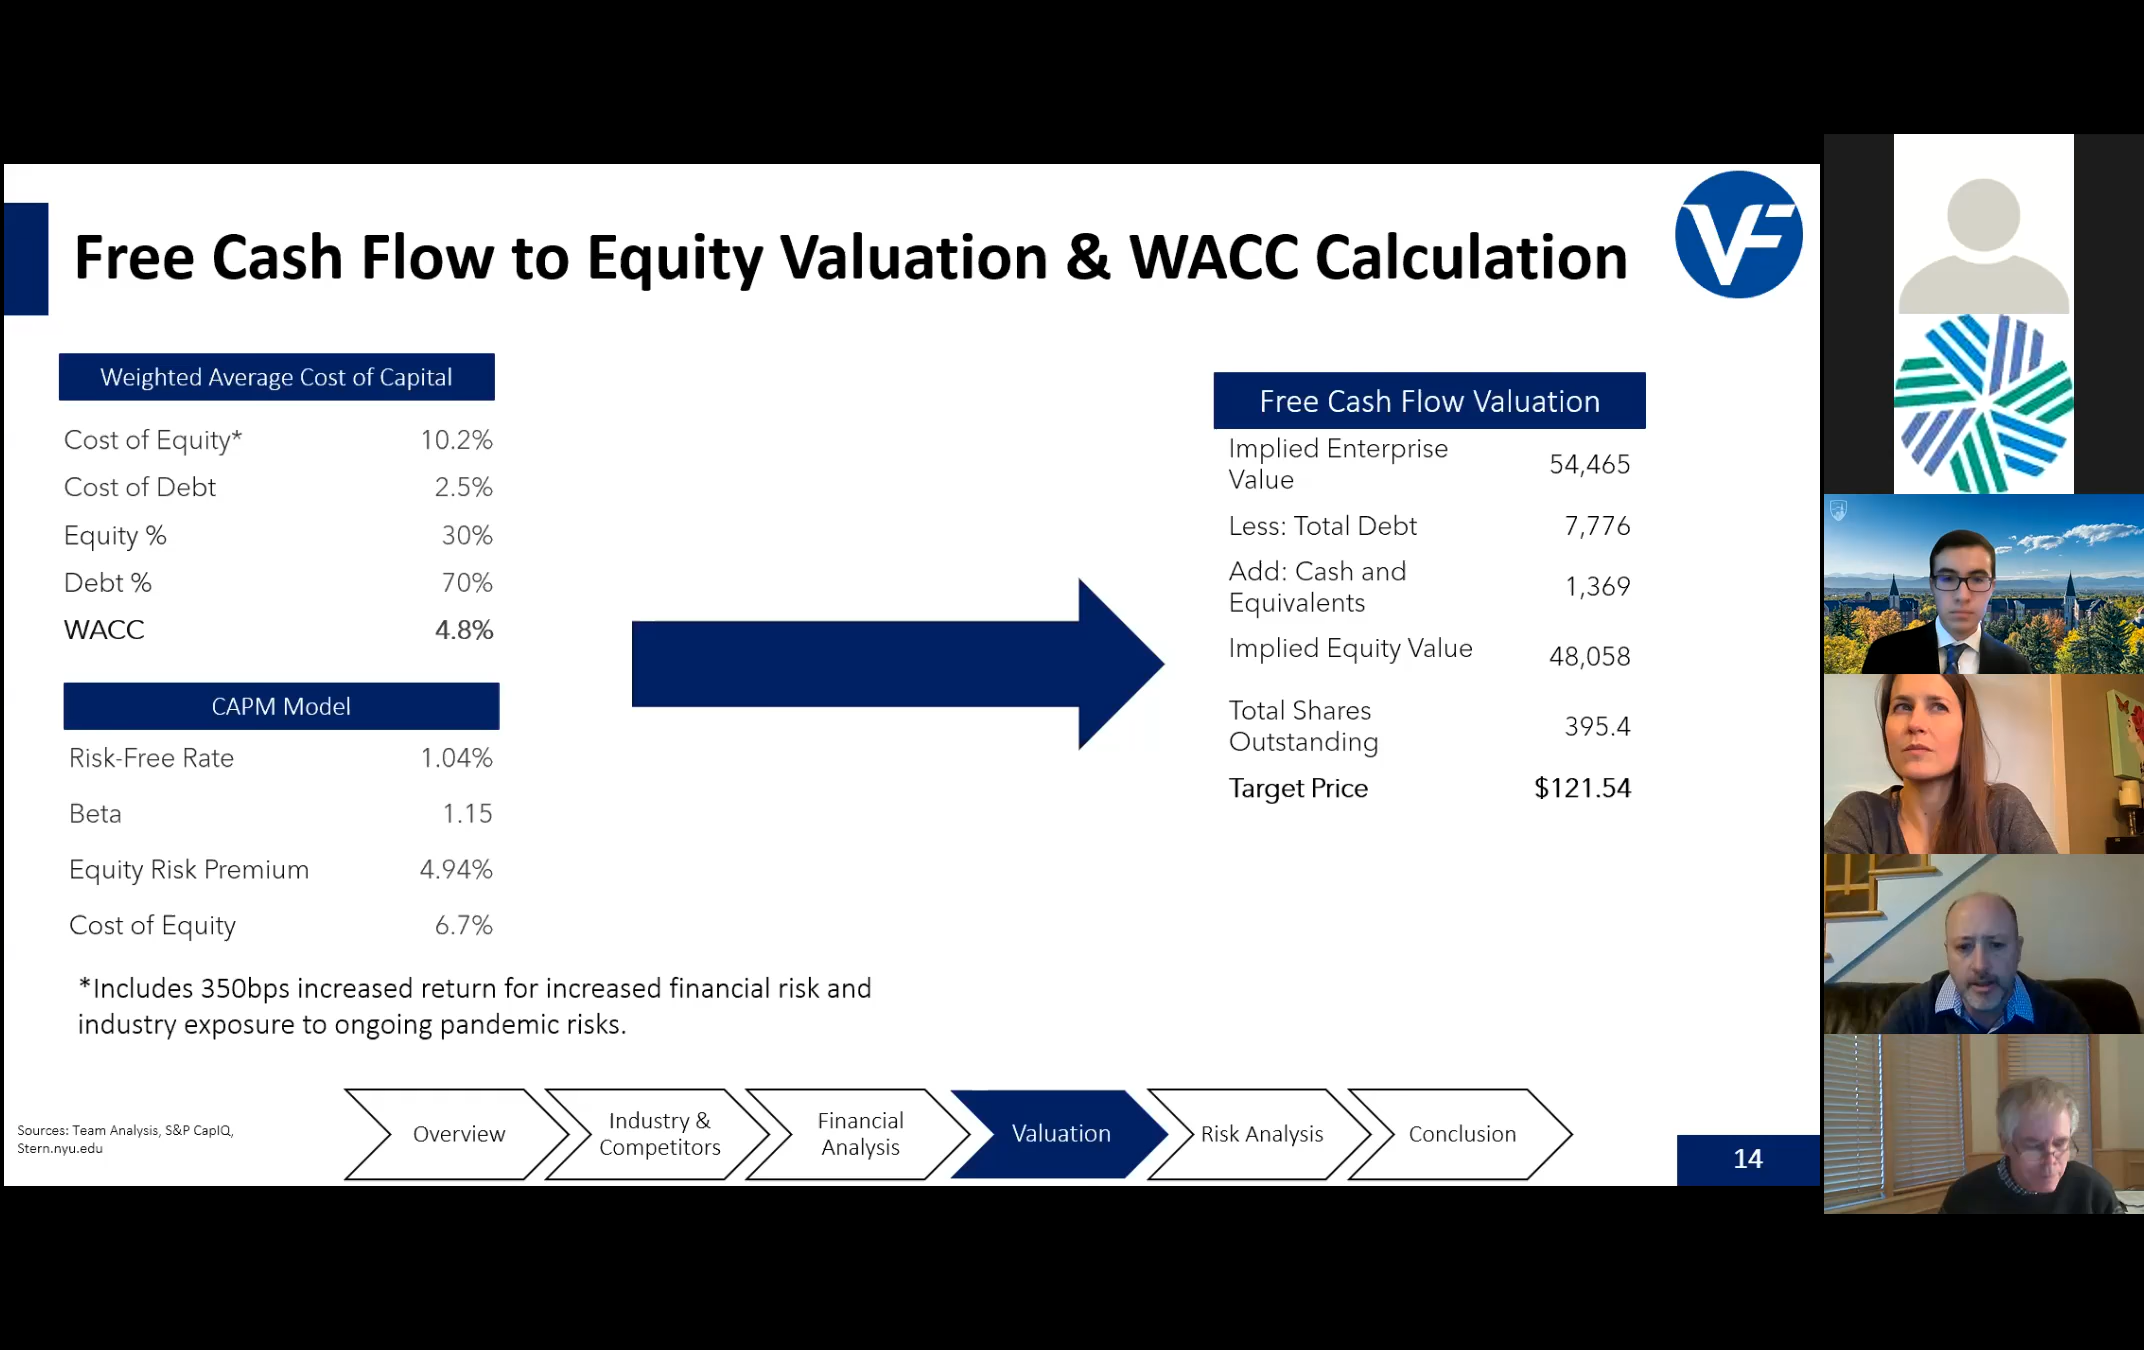 Free Cash Flow to Equity Valuation & WACC Calculation
VF
Weighted Average Cost of Capital
Cost of Equity* 10.2%
Cost of Debt 2.5%
Equity % 30%
Debt % 70%
WACC 4.8%
CAPM Model
Risk-Free Rate 1.04%
Beta 1.15
Equity Risk Premium 4.94%
Cost of Equity 6.7%
*Includes 350bps increased return for increased financial risk and
industry exposure to ongoing pandemic risks.
Free Cash Flow Valuation
Implied Enterprise
Value 54,465
Less: Total Debt 7,776
Add: Cash and
Equivalents 1,369
Implied Equity Value 48,058
Total Shares
Outstanding 395.4
Target Price $121.54
Sources: Team Analysis, S&P CapIQ,
Stern.nyu.edu
Overview
Industry &
Competitors
Financial
Analysis
Valuation
Risk Analysis
Conclusion
14